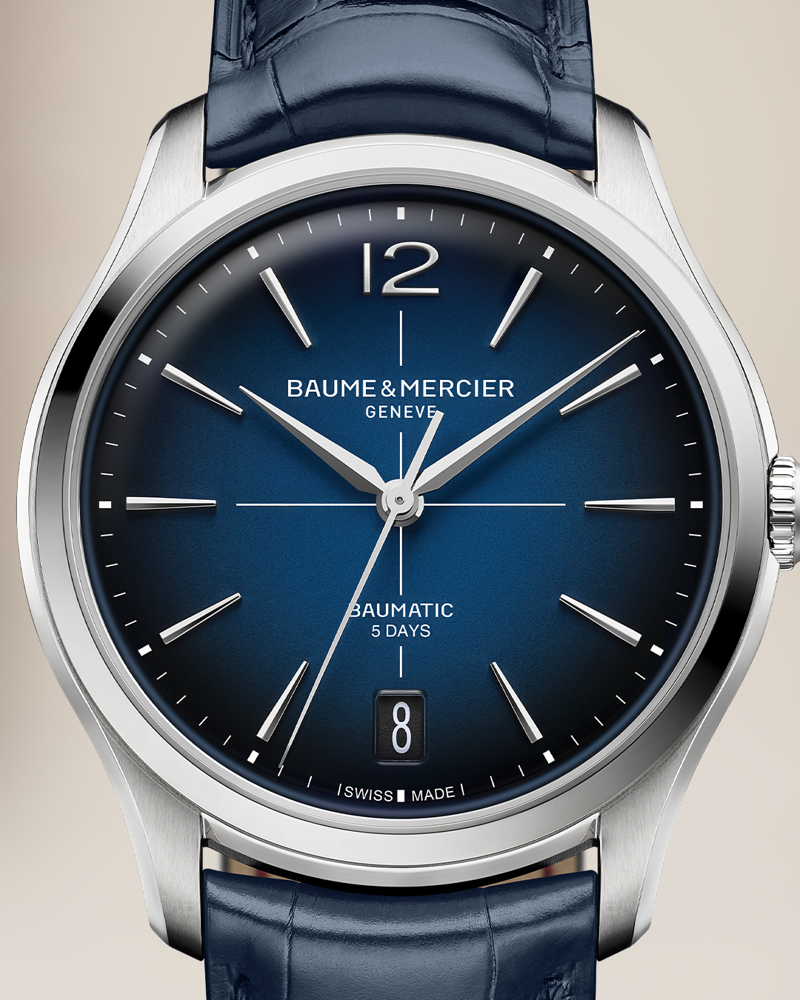 12
BAUME & MERCIER
GENEVE
BAUMATIC
5 DAYS
8
SWISS MADE